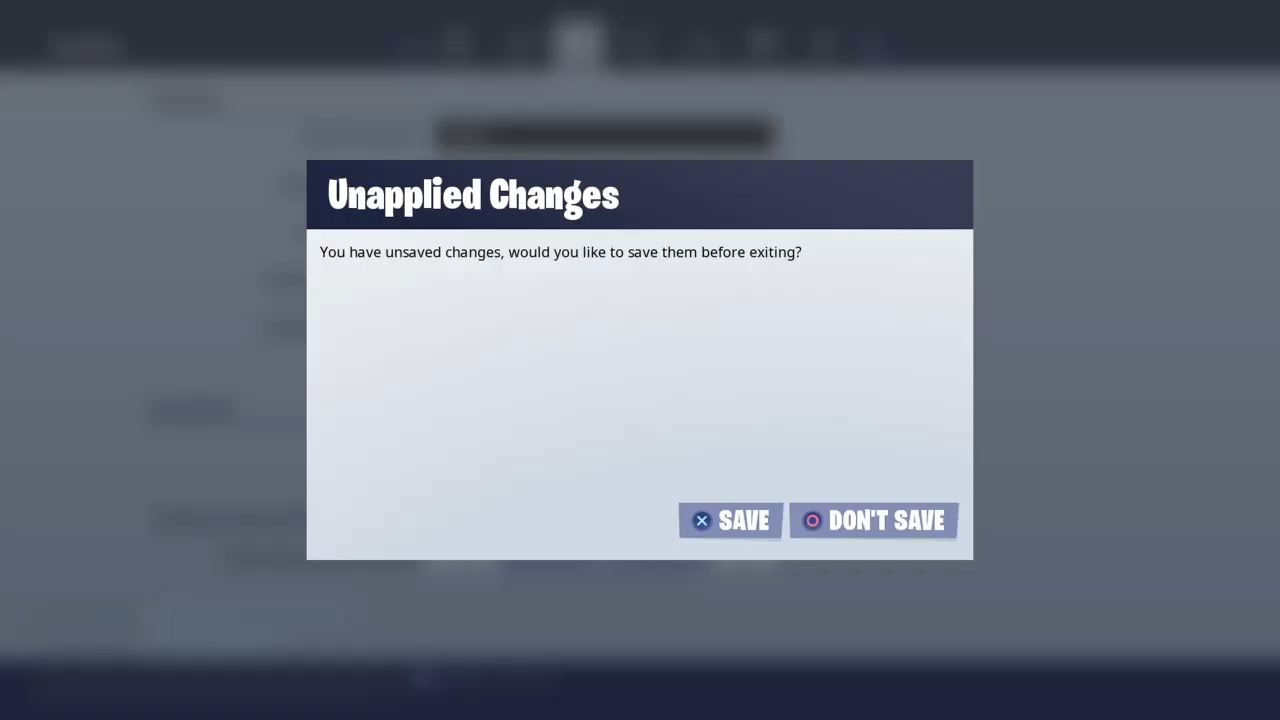 Unapplied Changes
You have unsaved changes, would you like to save them before exiting?
SAVE
DON'T SAVE